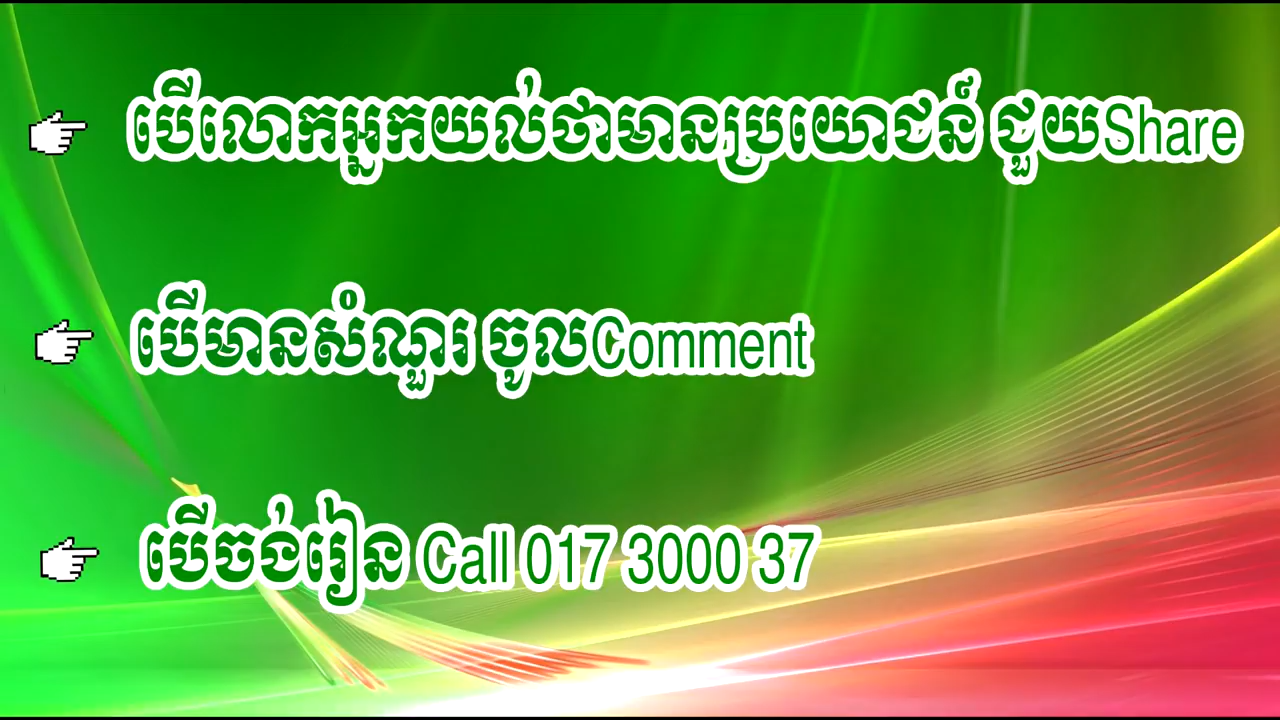 បើលោកអ្នកយល់ថាមានប្រយោជន៍ ជួយShare
បើមានសំណួរ ចូលComment
បើចង់រៀន Call 017 3000 37